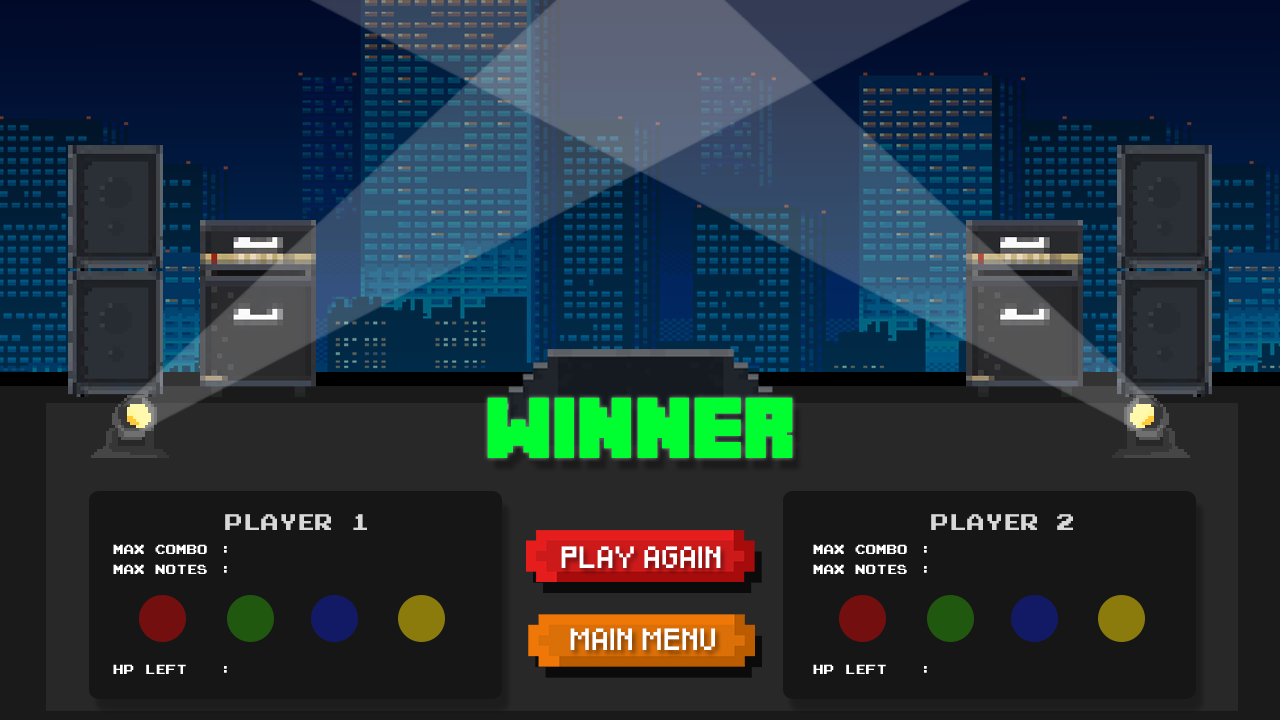 WINNER
PLAYER 1
MAX COMBO :
MAX NOTES :
HP LEFT :
PLAY AGAIN
MAIN MENU
PLAYER 2
MAX COMBO :
MAX NOTES :
HP LEFT :